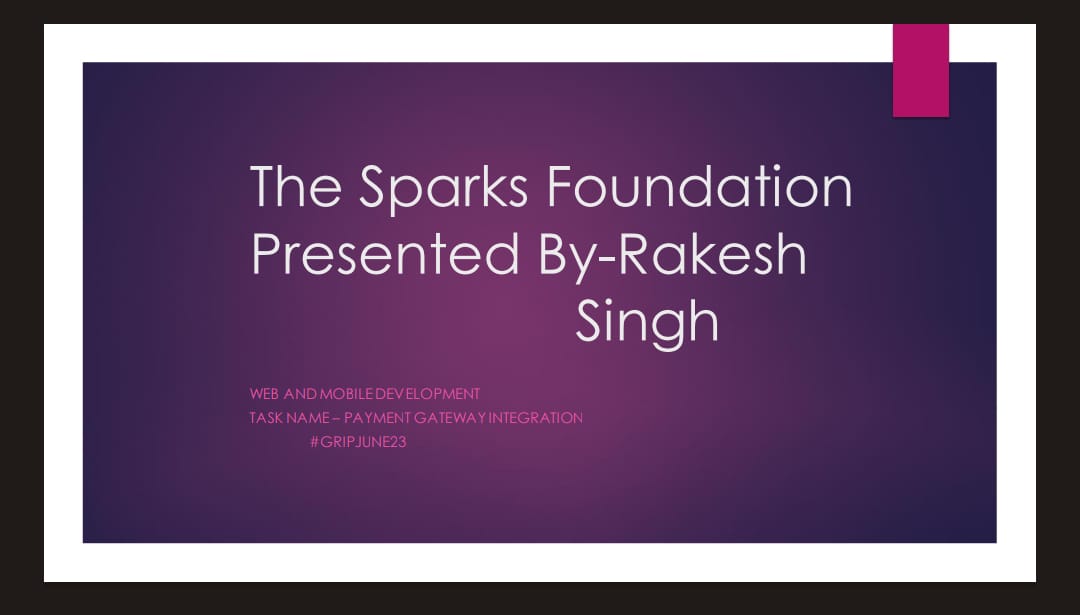 The Sparks Foundation
Presented By-Rakesh
Singh
WEB AND MOBILE DEVELOPMENT
TASK NAME – PAYMENT GATEWAY INTEGRATION
#GRIPJUNE23